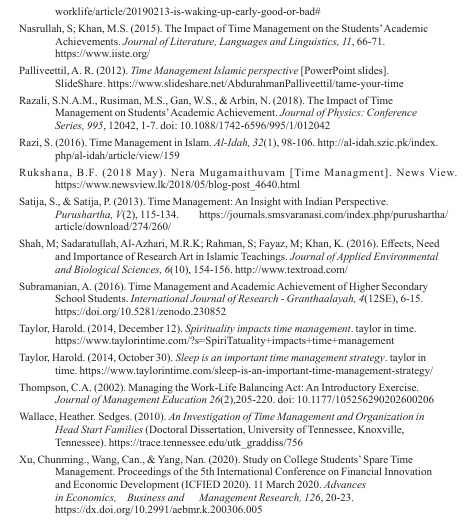 worklife/article/20190213-is-waking-up-early-good-or-bad#
Nasrullah, S; Khan, M.S. (2015). The Impact of Time Management on the Students' Academic
Achievements. Journal of Literature, Languages and Linguistics, 11, 66-71.
https://www.iiste.org/
Palliveettil, A. R. (2012). Time Management Islamic perspective [PowerPoint slides].
SlideShare. https://www.slideshare.net/AbdurahmanPalliveettil/tame-your-time
Razali, S.N.A.M., Rusiman, M.S., Gan, W.S., & Arbin, N. (2018). The Impact of Time
Management on Students' Academic Achievement. Journal of Physics: Conference
Series, 995, 12042, 1-7. doi: 10.1088/1742-6596/995/1/012042
Razi, S. (2016). Time Management in Islam. Al-Idah, 32(1), 98-106. http://al-idah.szic.pk/index.
php/al-idah/article/view/159
Rukshana, B.F. (2018 May). Nera Mugamaithuvam [Time Managment]. News View.
https://www.newsview.lk/2018/05/blog-post_4640.html
Satija, S., & Satija, P. (2013). Time Management: An Insight with Indian Perspective.
Purushartha, V(2), 115-134. https://journals.smsvaranasi.com/index.php/purushartha/
article/download/274/260/
Shah, M; Sadaratullah, Al-Azhari, M.R.K; Rahman, S; Fayaz, M; Khan, K. (2016). Effects, Need
and Importance of Research Art in Islamic Teachings. Journal of Applied Environmental
and Biological Sciences, 6(10), 154-156. http://www.textroad.com/
Subramanian, A. (2016). Time Management and Academic Achievement of Higher Secondary
School Students. International Journal of Research - Granthaalayah, 4(12SE), 6-15.
https://doi.org/10.5281/zenodo.230852
Taylor, Harold. (2014, December 12). Spirituality impacts time management. taylor in time.
https://www.taylorintime.com/?s=SpiriTatuality+impacts+time+management
Taylor, Harold. (2014, October 30). Sleep is an important time management strategy. taylor in
time. https://www.taylorintime.com/sleep-is-an-important-time-management-strategy/
Thompson, C.A. (2002). Managing the Work-Life Balancing Act: An Introductory Exercise.
Journal of Management Education 26(2),205-220. doi: 10.1177/105256290202600206
Wallace, Heather. Sedges. (2010). An Investigation of Time Management and Organization in
Head Start Families (Doctoral Dissertation, University of Tennessee, Knoxville,
Tennessee). https://trace.tennessee.edu/utk_graddiss/756
Xu, Chunming., Wang, Can., & Yang, Nan. (2020). Study on College Students' Spare Time
Management. Proceedings of the 5th International Conference on Financial Innovation
and Economic Development (ICFIED 2020). 11 March 2020. Advances
in Economics, Business and Management Research, 126, 20-23.
https://dx.doi.org/10.2991/aebmr.k.200306.005